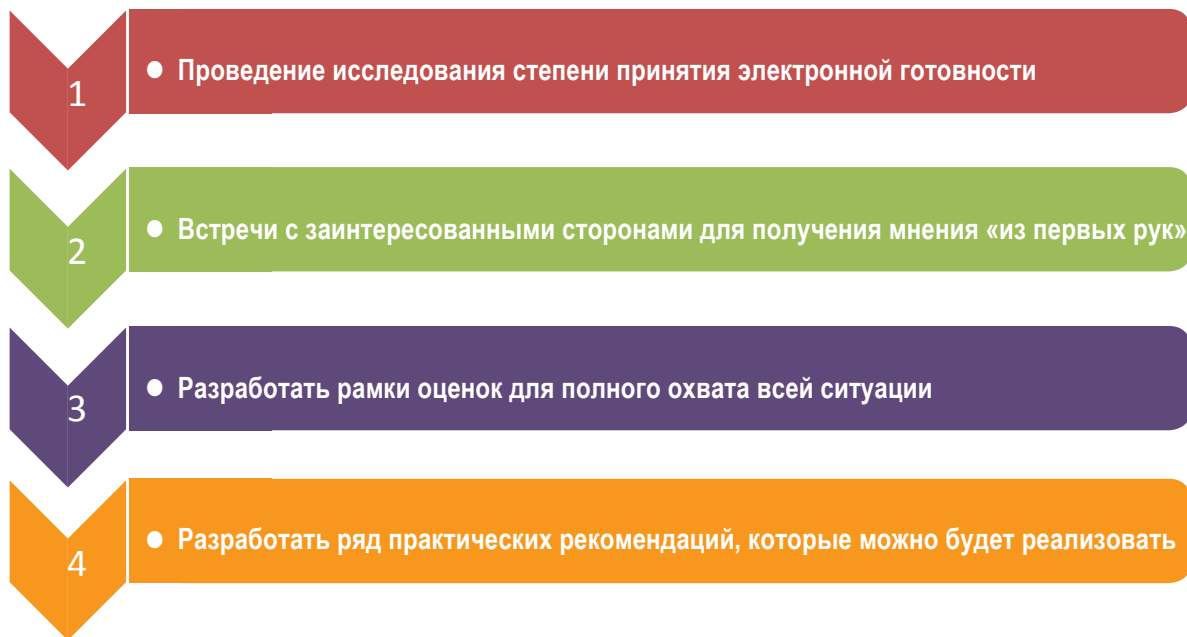 1
● Проведение исследования степени принятия электронной готовности
2
● Встречи с заинтересованными сторонами для получения мнения «из первых рук»
3
● Разработать рамки оценок для полного охвата всей ситуации
4
● Разработать ряд практических рекомендаций, которые можно будет реализовать